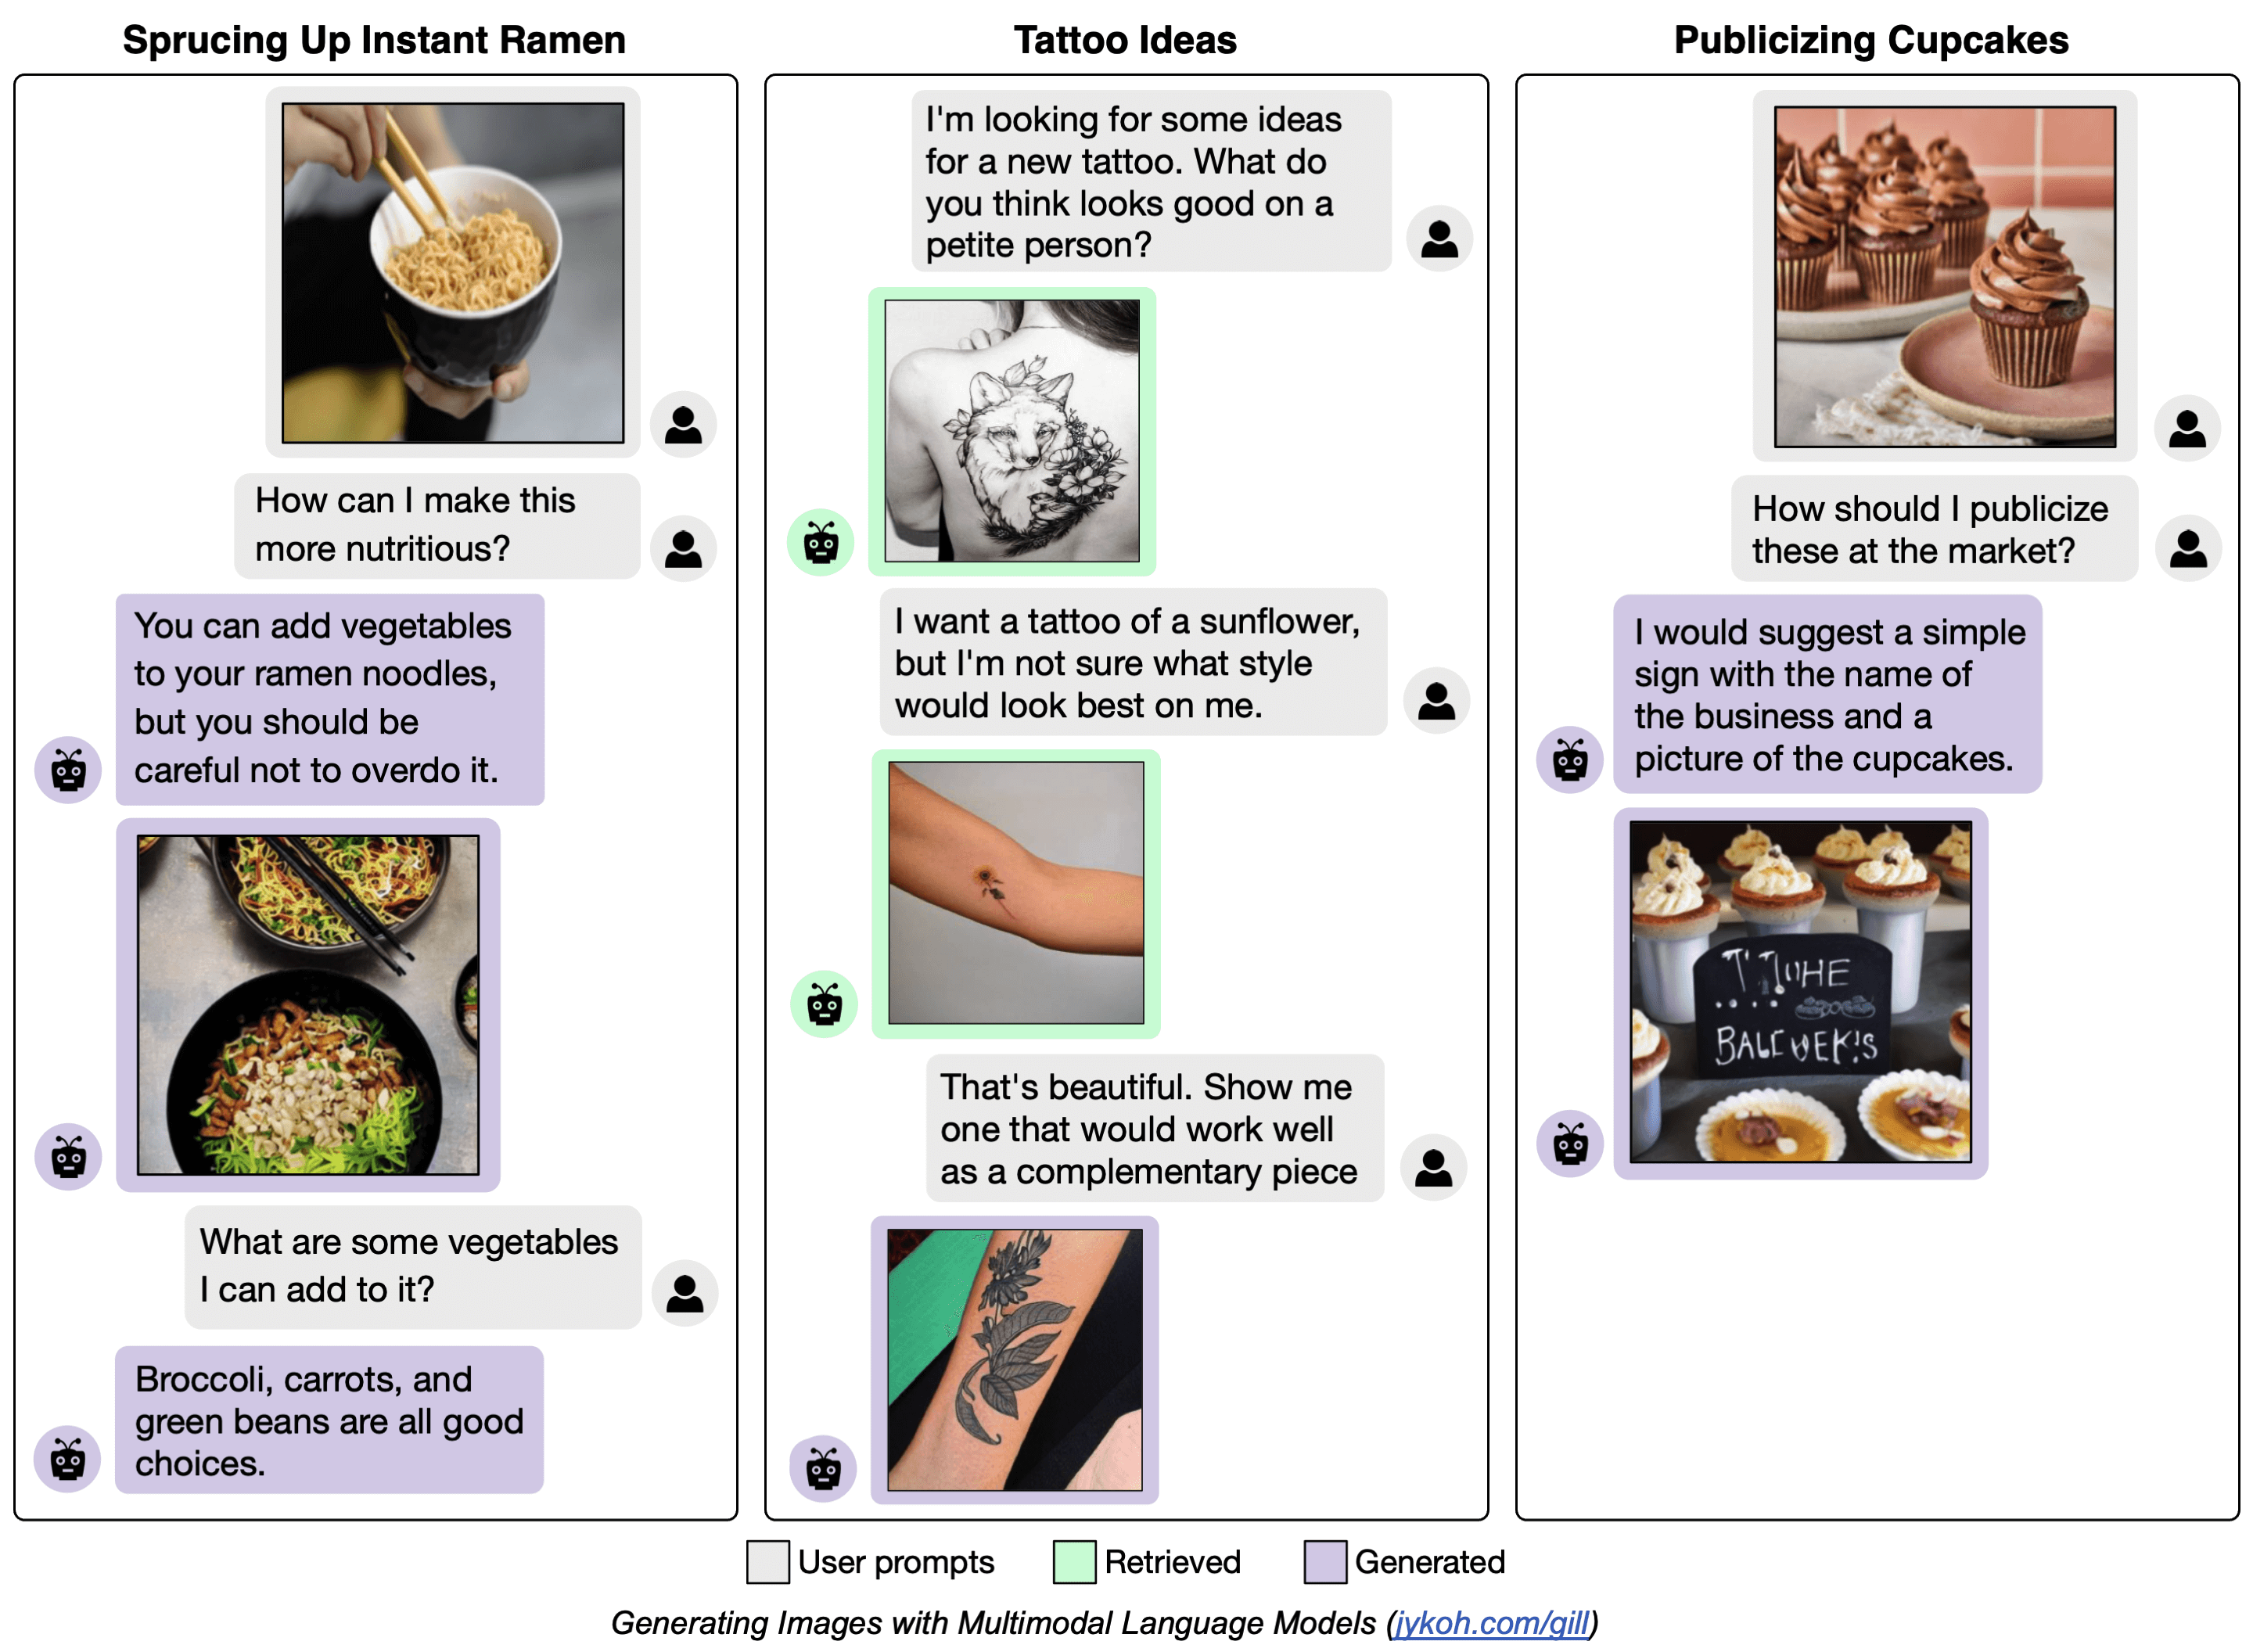 Sprucing Up Instant Ramen
How can I make this
more nutritious?
You can add vegetables
to your ramen noodles,
but you should be
careful not to overdo it.
What are some vegetables
I can add to it?
Broccoli, carrots, and
green beans are all good
choices.
Tattoo Ideas
I'm looking for some ideas
for a new tattoo. What do
you think looks good on a
petite person?
I want a tattoo of a sunflower,
but I'm not sure what style
would look best on me.
That's beautiful. Show me
one that would work well
as a complementary piece
Publicizing Cupcakes
How should I publicize
these at the market?
I would suggest a simple
sign with the name of
the business and a
picture of the cupcakes.
User prompts
Retrieved
Generated
Generating Images with Multimodal Language Models (jykoh.com/gill)